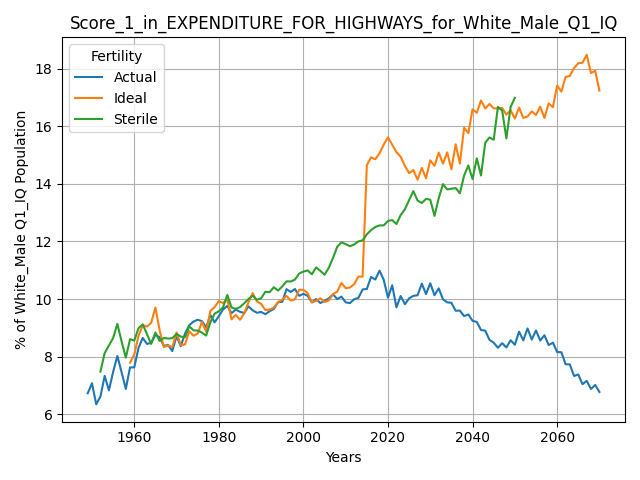 Score_1_in_EXPENDITURE_FOR_HIGHWAYS_for_White_Male_Q1_IQ
Fertility
Actual
Ideal
Sterile
% of White_Male Q1_IQ Population
18
16
14
12
10
8
6
1960 1980 2000 2020 2040 2060
Years